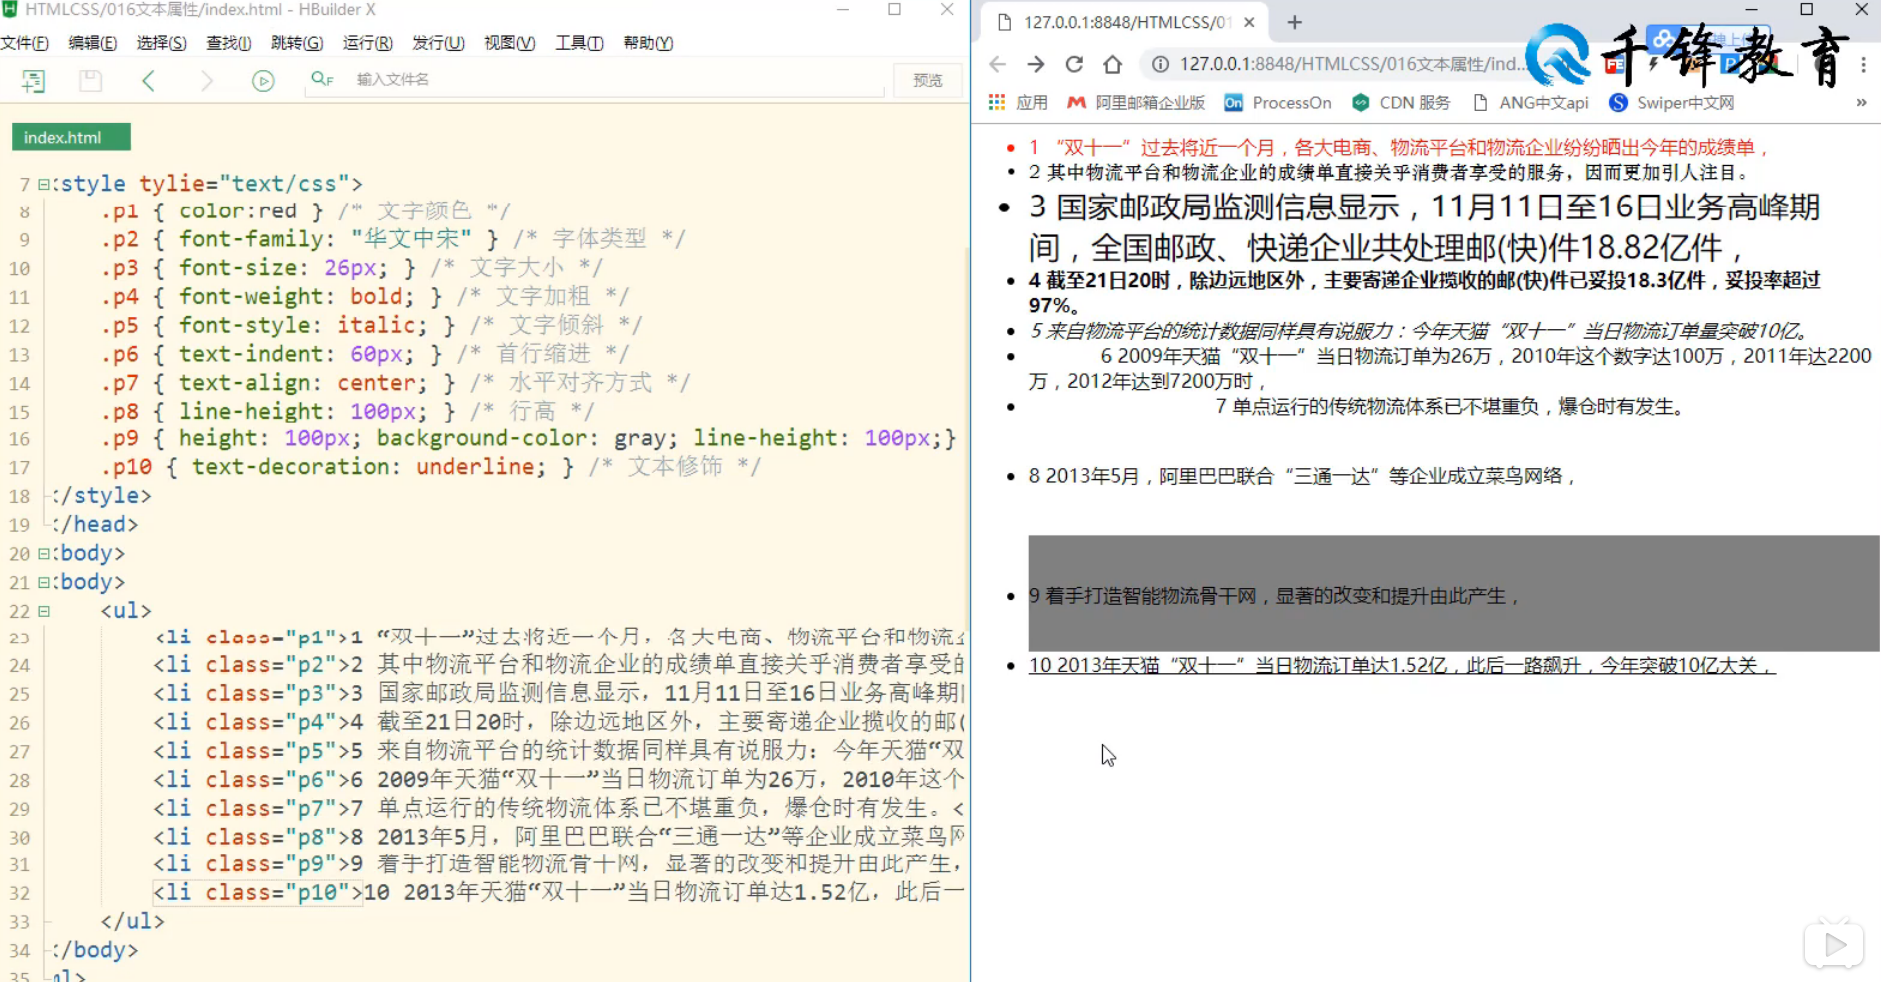 HTMLCSS/016文本属性/index.html - HBuilder X
文件(F) 编辑(E) 选择(S) 查找(I) 跳转(G) 运行(R) 发行(U) 视图(V) 工具(T) 帮助(Y)
输入文件名
预览
index.html
7 <style tylie="text/css">
8 .p1 { color:red } /* 文字颜色 */
9 .p2 { font-family: "华文中宋" } /* 字体类型 */
10 .p3 { font-size: 26px; } /* 文字大小 */
11 .p4 { font-weight: bold; } /* 文字加粗 */
12 .p5 { font-style: italic; } /* 文字倾斜 */
13 .p6 { text-indent: 60px; } /* 首行缩进 */
14 .p7 { text-align: center; } /* 水平对齐方式 */
15 .p8 { line-height: 100px; } /* 行高 */
16 .p9 { height: 100px; background-color: gray; line-height: 100px;}
17 .p10 { text-decoration: underline; } /* 文本修饰 */
18 </style>
19 </head>
20 <body>
21 <body>
22 <ul>
23 <li class="p1">1 “双十一”过去将近一个月，各大电商、物流平台和物流企
24 <li class="p2">2 其中物流平台和物流企业的成绩单直接关乎消费者享受的
25 <li class="p3">3 国家邮政局监测信息显示，11月11日至16日业务高峰期
26 <li class="p4">4 截至21日20时，除边远地区外，主要寄递企业揽收的邮(
27 <li class="p5">5 来自物流平台的统计数据同样具有说服力：今年天猫“双
28 <li class="p6">6 2009年天猫“双十一”当日物流订单为26万，2010年这个
29 <li class="p7">7 单点运行的传统物流体系已不堪重负，爆仓时有发生。<
30 <li class="p8">8 2013年5月，阿里巴巴联合“三通一达”等企业成立菜鸟网
31 <li class="p9">9 着手打造智能物流骨干网，显著的改变和提升由此产生，
32 <li class="p10">10 2013年天猫“双十一”当日物流订单达1.52亿，此后一
33 </ul>
34 </body>
35
127.0.0.1:8848/HTMLCSS/01
127.0.0.1:8848/HTMLCSS/016文本属性/ind...
千锋教育
应用 阿里邮箱企业版 ProcessOn CDN 服务 ANG中文api Swiper中文网 »
1 “双十一”过去将近一个月，各大电商、物流平台和物流企业纷纷晒出今年的成绩单，
2 其中物流平台和物流企业的成绩单直接关乎消费者享受的服务，因而更加引人注目。
3 国家邮政局监测信息显示，11月11日至16日业务高峰期
间，全国邮政、快递企业共处理邮(快)件18.82亿件，
4 截至21日20时，除边远地区外，主要寄递企业揽收的邮(快)件已妥投18.3亿件，妥投率超过
97%。
5 来自物流平台的统计数据同样具有说服力：今年天猫“双十一”当日物流订单量突破10亿。
6 2009年天猫“双十一”当日物流订单为26万，2010年这个数字达100万，2011年达2200
万，2012年达到7200万时，
7 单点运行的传统物流体系已不堪重负，爆仓时有发生。
8 2013年5月，阿里巴巴联合“三通一达”等企业成立菜鸟网络，
9 着手打造智能物流骨干网，显著的改变和提升由此产生，
10 2013年天猫“双十一”当日物流订单达1.52亿，此后一路飙升，今年突破10亿大关，